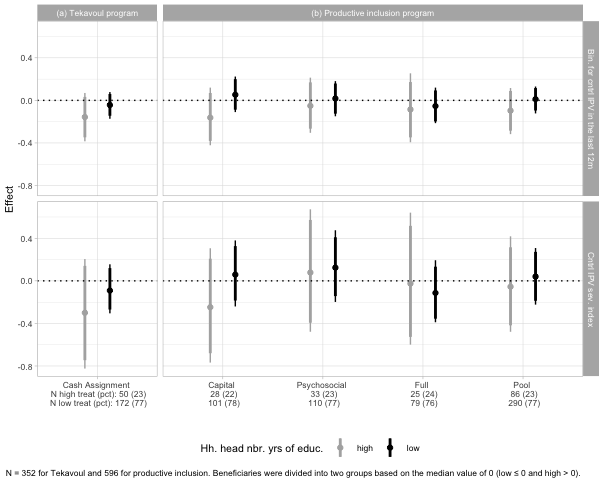 (a) Tekavoul program
(b) Productive inclusion program
0.4
0.0
-0.4
-0.8
Bin. for cntrl IPV in the last 12m
Effect
0.4
0.0
-0.4
-0.8
Cntrl IPV sev. index
Cash Assignment
N high treat (pct): 50 (23)
N low treat (pct): 172 (77)
Capital
28 (22)
101 (78)
Psychosocial
33 (23)
110 (77)
Full
25 (24)
79 (76)
Pool
86 (23)
290 (77)
Hh. head nbr. yrs of educ. high low
N = 352 for Tekavoul and 596 for productive inclusion. Beneficiaries were divided into two groups based on the median value of 0 (low ≤ 0 and high > 0).